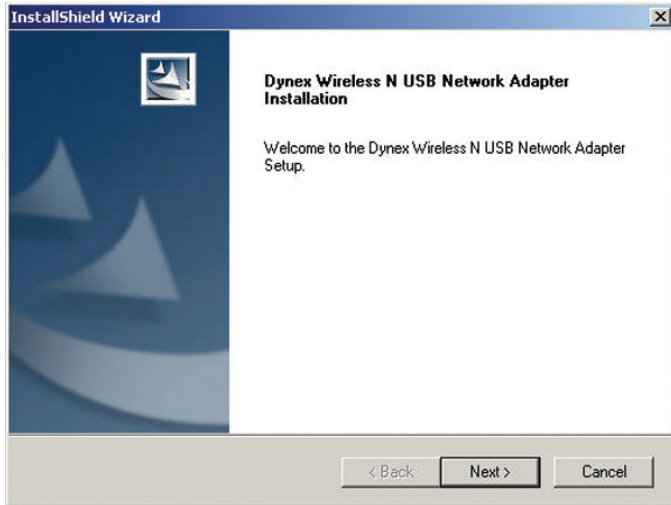 InstallShield Wizard
Dynex Wireless N USB Network Adapter
Installation
Welcome to the Dynex Wireless N USB Network Adapter
Setup.
< Back
Next >
Cancel